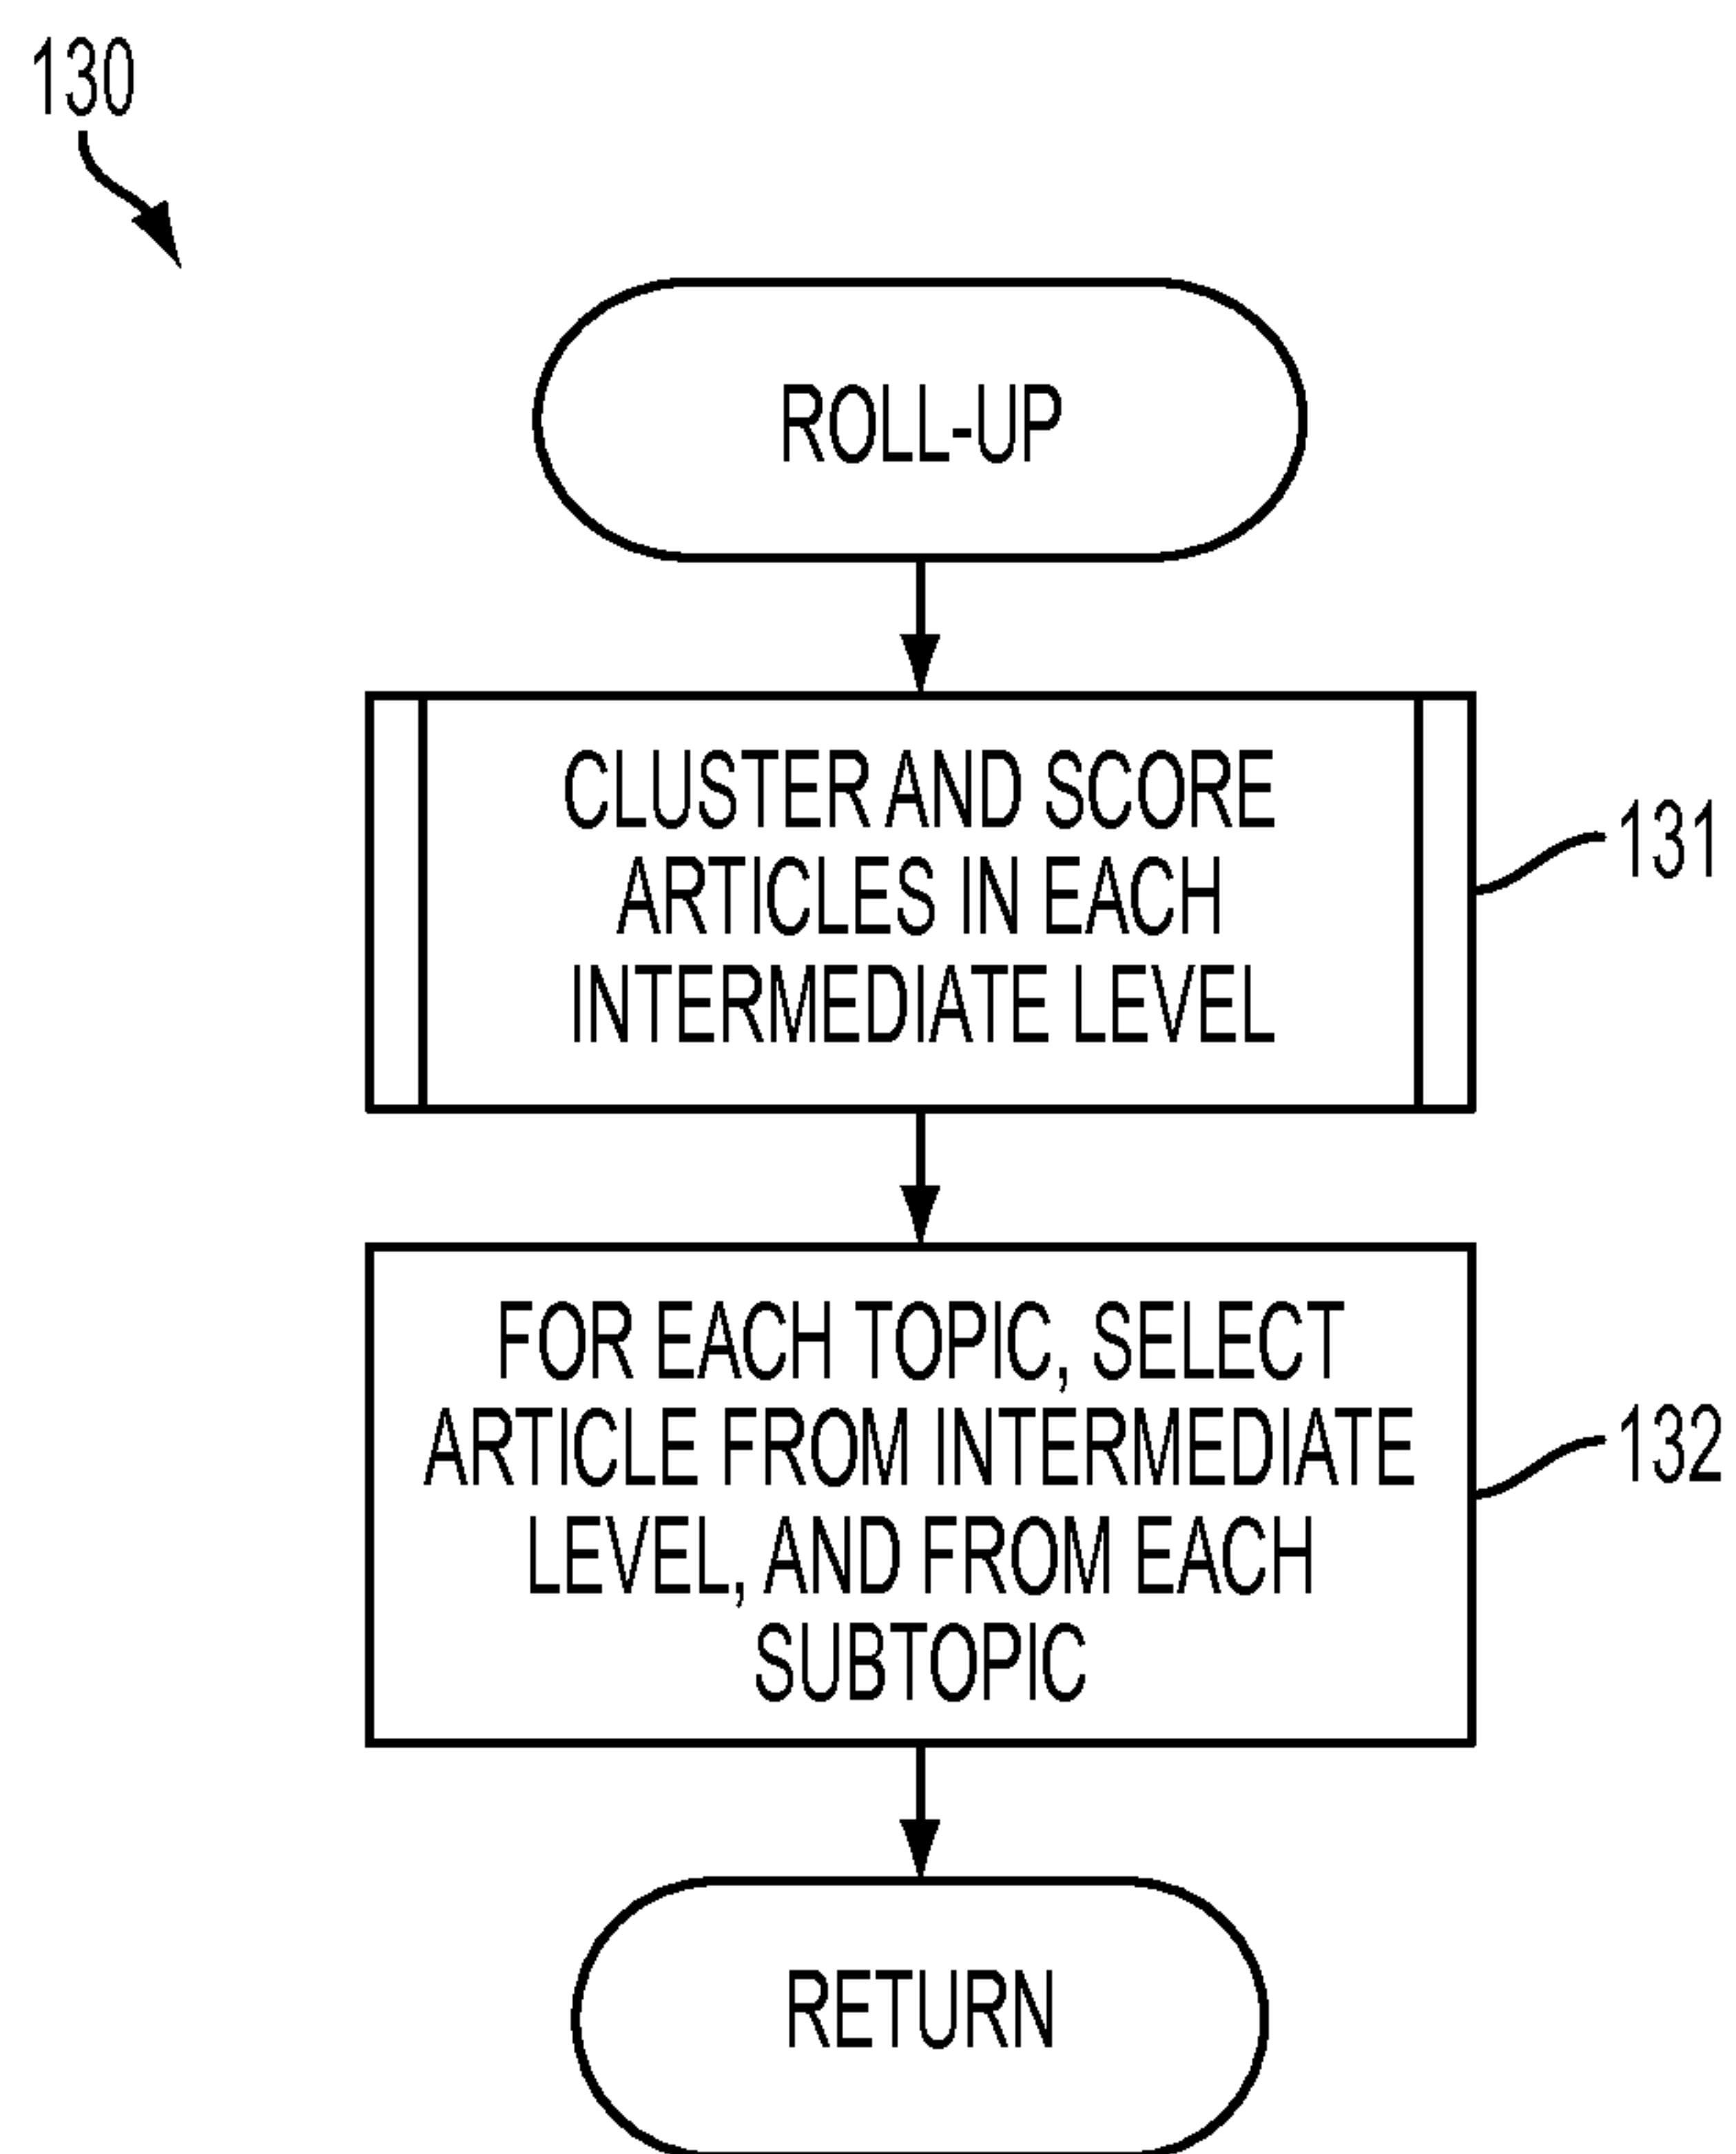 130
ROLL-UP
CLUSTER AND SCORE
ARTICLES IN EACH
INTERMEDIATE LEVEL
131
FOR EACH TOPIC, SELECT
ARTICLE FROM INTERMEDIATE
LEVEL, AND FROM EACH
SUBTOPIC
132
RETURN